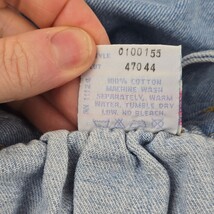 0100155
47044
100% COTTON
MACHINE WASH
SEPARATELY, WARM
WATER, TUMBLE DRY
LOW. NO BLEACH.